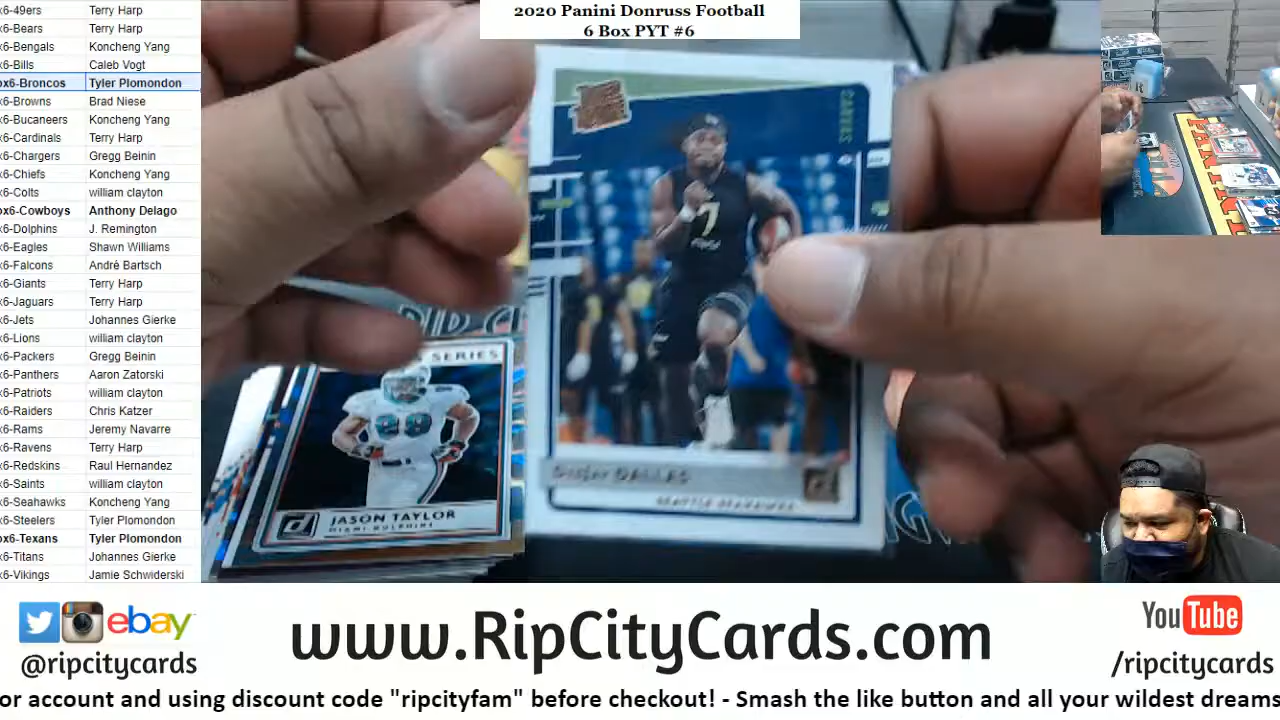 2020 Panini Donruss Football
6 Box PYT #6
x6-49ers Terry Harp
x6-Bears Terry Harp
x6-Bengals Koncheng Yang
x6-Bills Caleb Vogt
ox6-Broncos Tyler Plomondon
x6-Browns Brad Niese
x6-Bucaneers Koncheng Yang
x6-Cardinals Terry Harp
x6-Chargers Gregg Beinin
x6-Chiefs Koncheng Yang
x6-Colts william clayton
ox6-Cowboys Anthony Delago
x6-Dolphins J. Remington
x6-Eagles Shawn Williams
x6-Falcons André Bartsch
x6-Giants Terry Harp
x6-Jaguars Terry Harp
x6-Jets Johannes Gierke
x6-Lions william clayton
x6-Packers Gregg Beinin
x6-Panthers Aaron Zatorski
x6-Patriots william clayton
x6-Raiders Chris Katzer
x6-Rams Jeremy Navarre
x6-Ravens Terry Harp
x6-Redskins Raul Hernandez
x6-Saints william clayton
x6-Seahawks Koncheng Yang
x6-Steelers Tyler Plomondon
ox6-Texans Tyler Plomondon
x6-Titans Johannes Gierke
x6-Vikings Jamie Schwiderski
CANVAS
7
DeeJay DALLAS
SEATTLE SEAHAWKS
SERIES
99
JASON TAYLOR
MIAMI DOLPHINS
ebay
@ripcitycards
www.RipCityCards.com
YouTube
/ripcitycards
or account and using discount code "ripcityfam" before checkout! - Smash the like button and all your wildest dreams